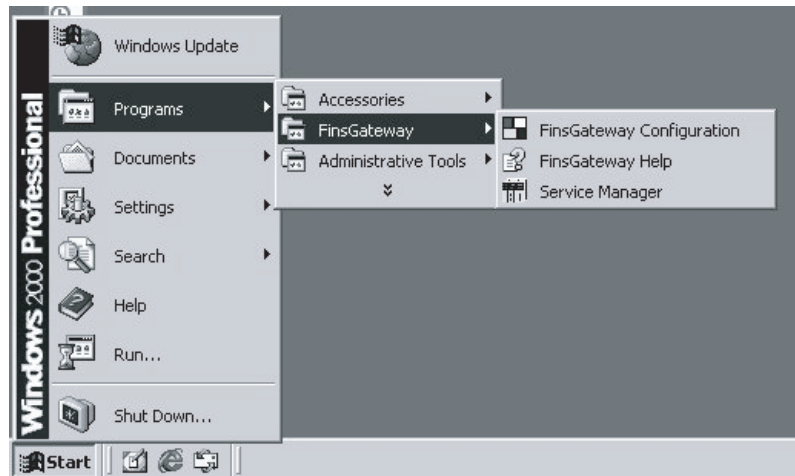 Windows 2000 Professional
Windows Update
Programs
Documents
Settings
Search
Help
Run...
Shut Down...
Accessories
FinsGateway
Administrative Tools
FinsGateway Configuration
FinsGateway Help
Service Manager
Start